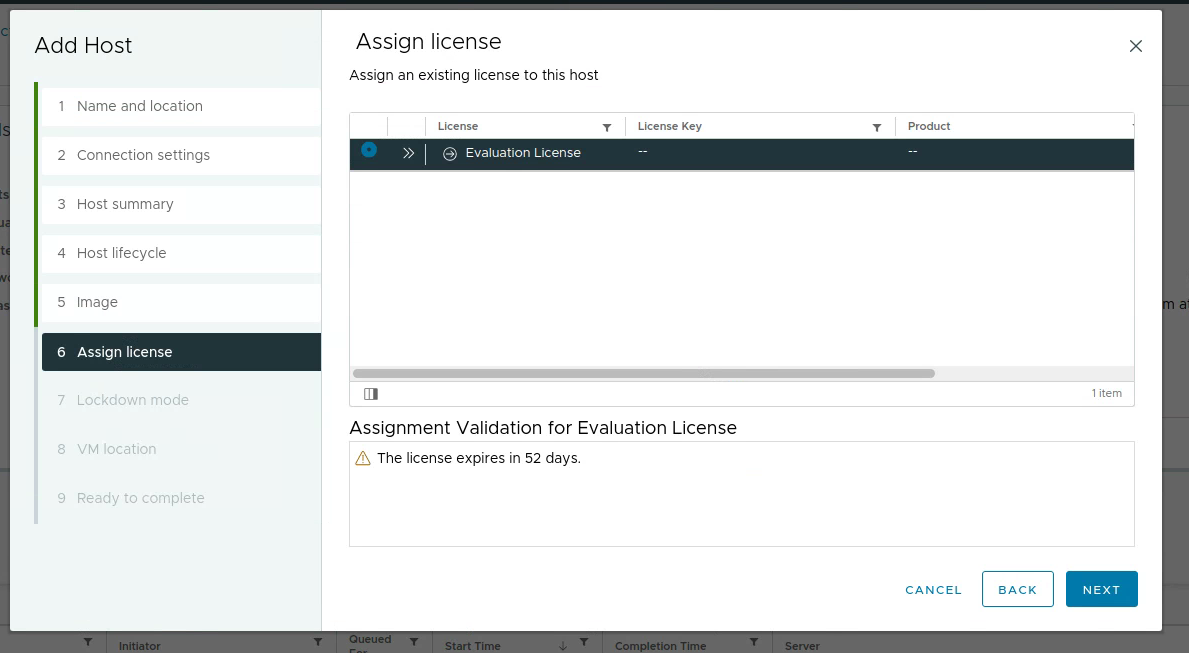 Add Host
1 Name and location
2 Connection settings
3 Host summary
4 Host lifecycle
5 Image
6 Assign license
7 Lockdown mode
8 VM location
9 Ready to complete
Assign license
Assign an existing license to this host
License License Key Product
Evaluation License -- --
1 item
Assignment Validation for Evaluation License
The license expires in 52 days.
CANCEL BACK NEXT
Initiator Queued For Start Time Completion Time Server